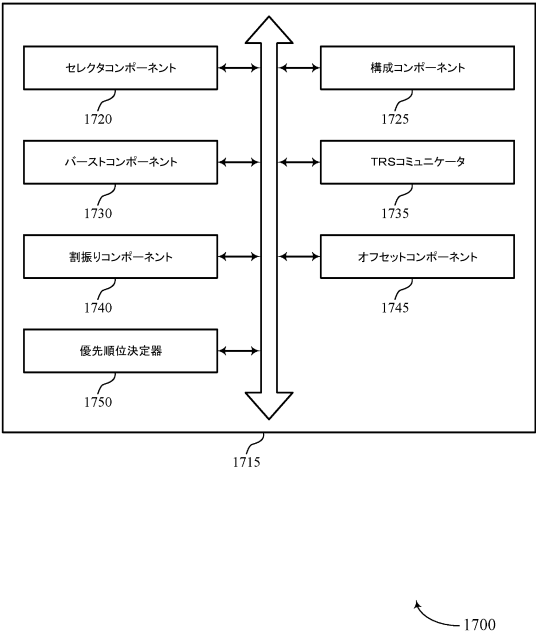 セレクタコンポーネント
1720
構成コンポーネント
1725
バーストコンポーネント
1730
TRSコミュニケータ
1735
割振りコンポーネント
1740
オフセットコンポーネント
1745
優先順位決定器
1750
1715
1700